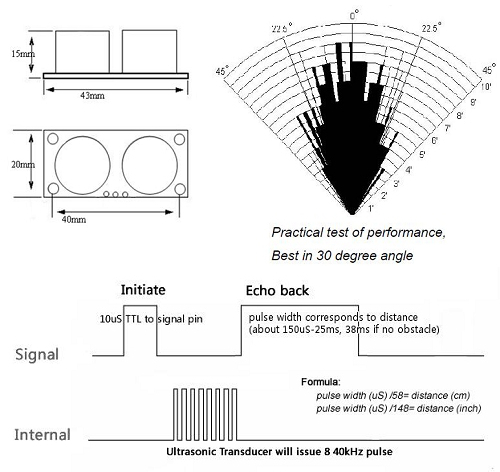 15mm
43mm
20mm
40mm
0°
22.5°
22.5°
45°
45°
10'
9'
8'
7'
6'
5'
4'
3'
2'
1'
Practical test of performance,
Best in 30 degree angle
Initiate
Echo back
10uS TTL to signal pin
pulse width corresponds to distance
(about 150uS-25ms, 38ms if no obstacle)
Signal
Formula:
pulse width (uS) /58= distance (cm)
pulse width (uS) /148= distance (inch)
Internal
Ultrasonic Transducer will issue 8 40kHz pulse